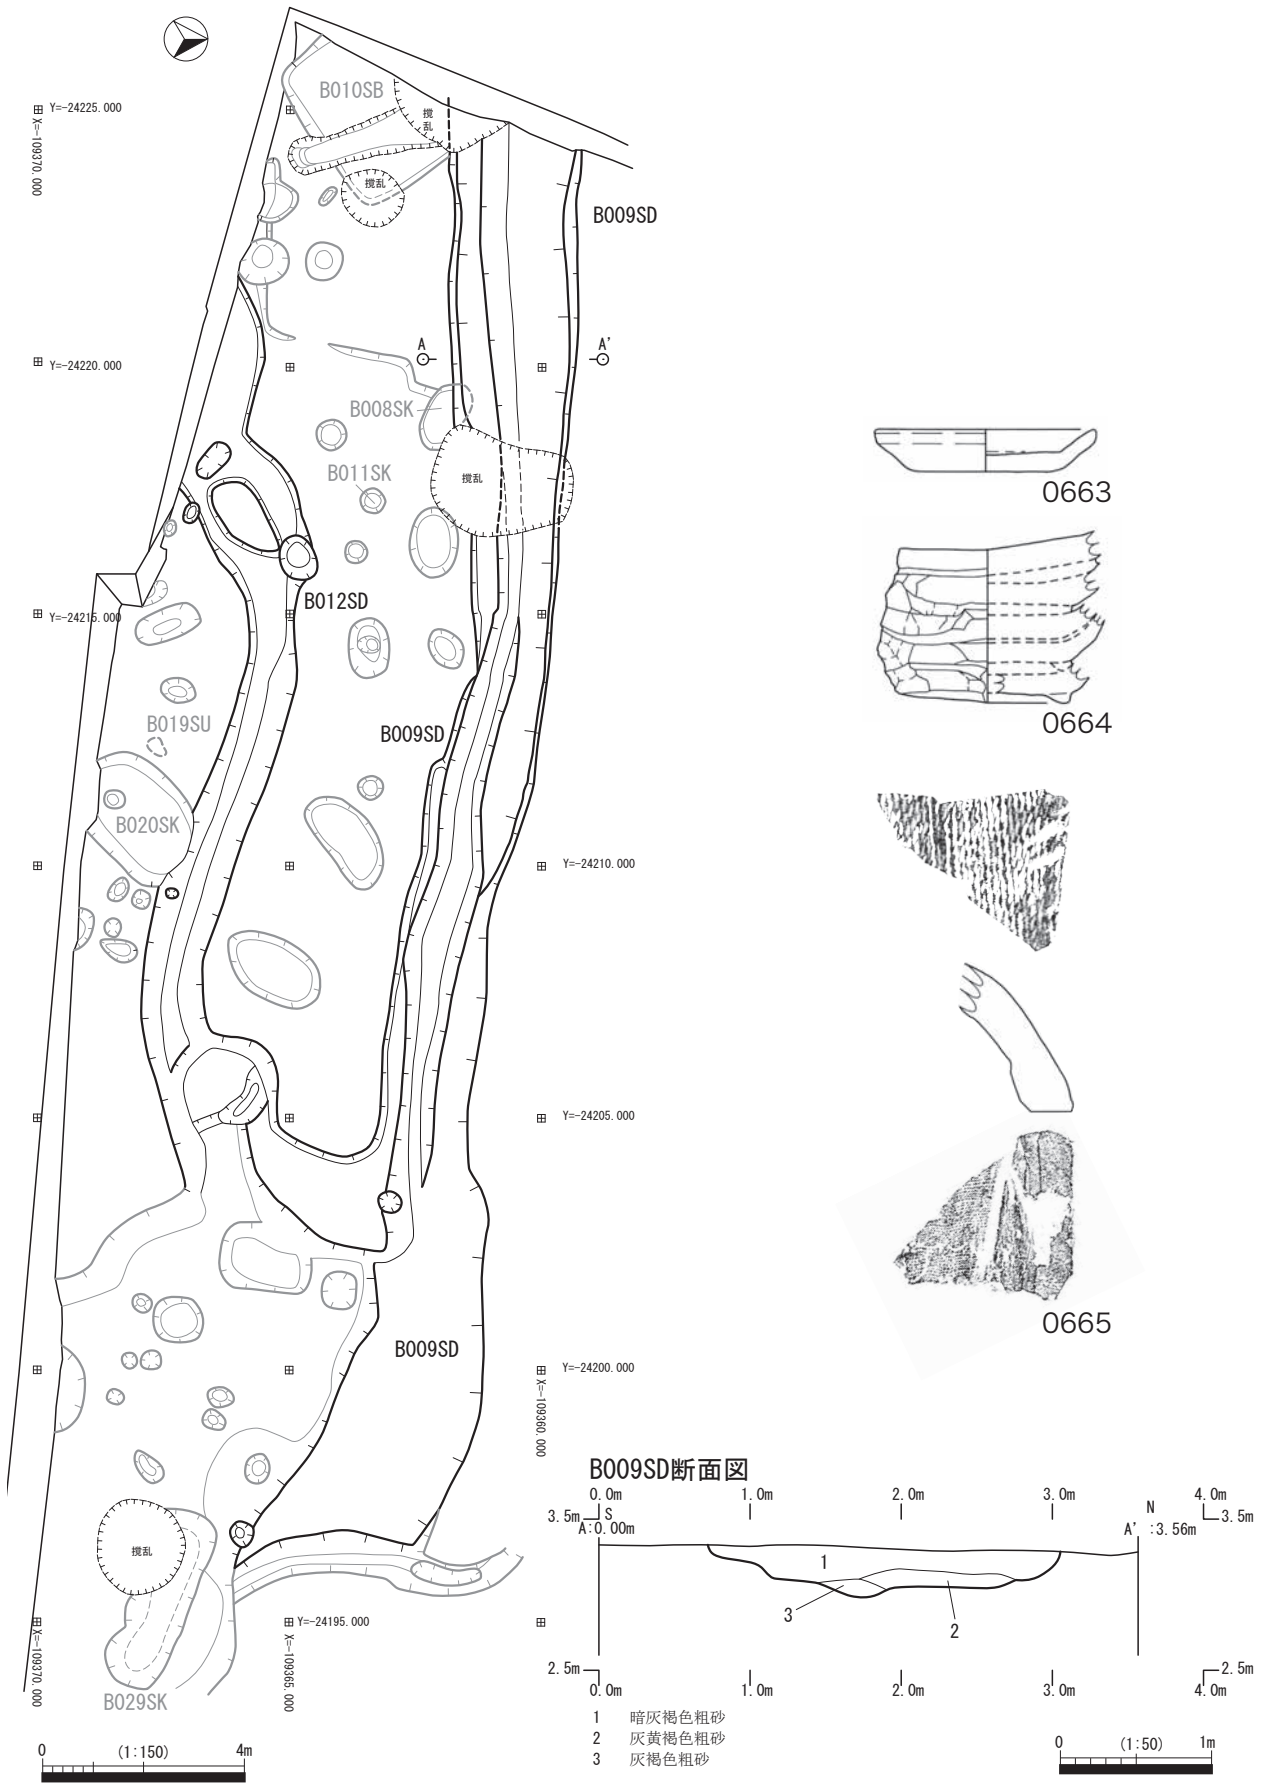 B010SB
攪乱
Y=-24225.000
X=-109370.000
攪乱
B009SD
A
A'
Y=-24220.000
B008SK
B011SK
攪乱
0663
B012SD
Y=-24215.000
0664
B019SU
B009SD
B020SK
Y=-24210.000
Y=-24205.000
0665
B009SD
Y=-24200.000
X=-109360.000
B009SD断面図
0.0m 1.0m 2.0m 3.0m 4.0m
3.5m S N 3.5m
A:0.00m A' :3.56m
攪乱
1
3
2
Y=-24195.000
X=-109370.000
X=-109365.000
2.5m 2.5m
0.0m 1.0m 2.0m 3.0m 4.0m
B029SK
1 暗灰褐色粗砂
2 灰黄褐色粗砂
3 灰褐色粗砂
0 (1:150) 4m
0 (1:50) 1m